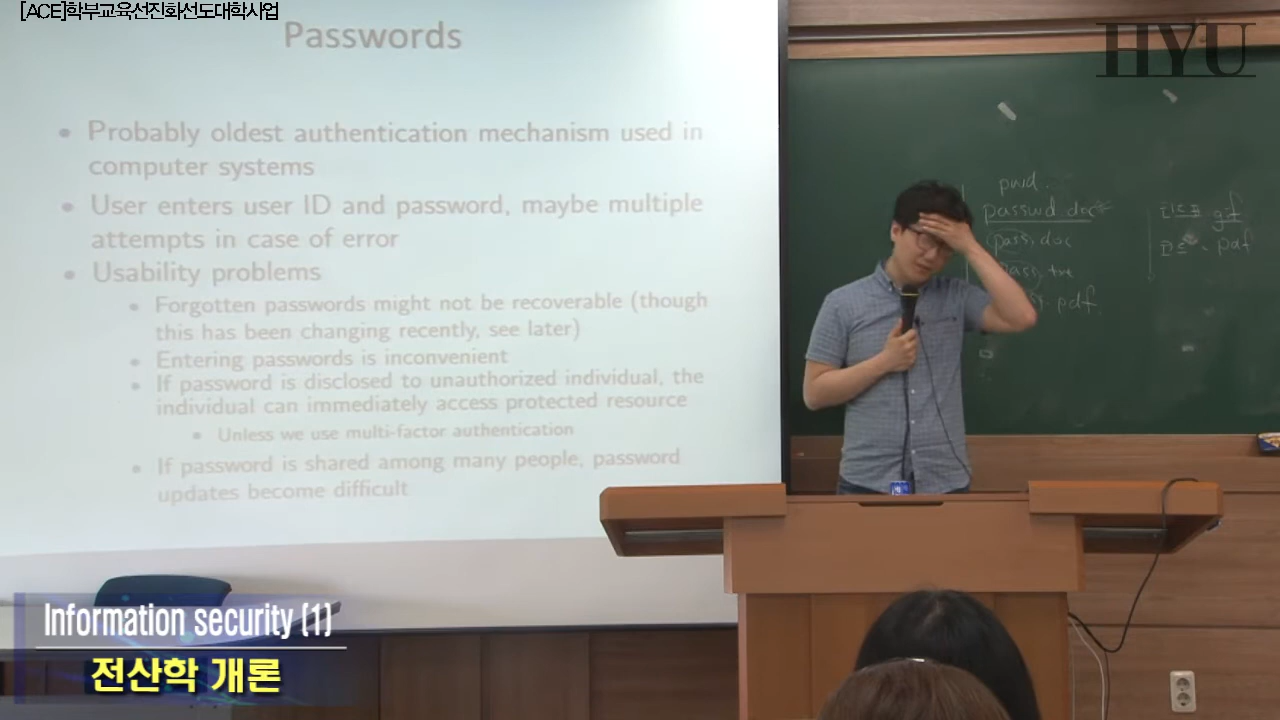 [ACE]학부교육선진화선도대학사업
HYU
Passwords
• Probably oldest authentication mechanism used in
computer systems
• User enters user ID and password, maybe multiple
attempts in case of error
• Usability problems
• Forgotten passwords might not be recoverable (though
this has been changing recently, see later)
• Entering passwords is inconvenient
• If password is disclosed to unauthorized individual, the
individual can immediately access protected resource
• Unless we use multi-factor authentication
• If password is shared among many people, password
updates become difficult
pwd.
passwd.doc
pass.doc
pass.txt
.pdf
gif
.pdf
Information security (1)
전산학 개론